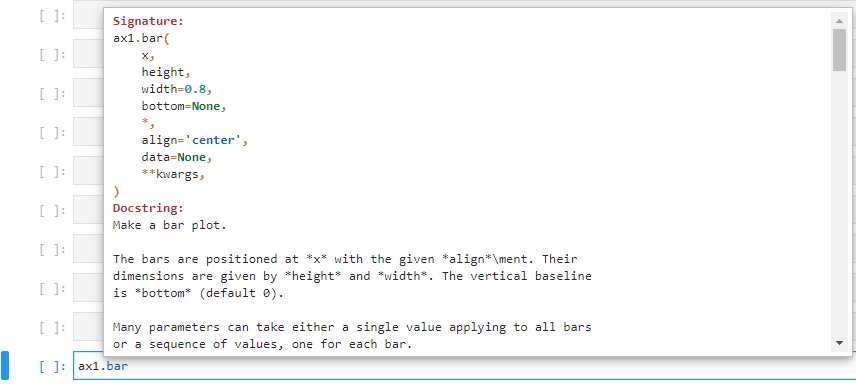 [ ]:
Signature:
ax1.bar(
    x,
[ ]:
    height,
    width=0.8,
[ ]:
    bottom=None,
    *,
[ ]:
    align='center',
    data=None,
[ ]:
    **kwargs,
)
[ ]:
Docstring:
Make a bar plot.
[ ]:
The bars are positioned at *x* with the given *align*\ment. Their
dimensions are given by *height* and *width*. The vertical baseline
[ ]:
is *bottom* (default 0).
[ ]:
Many parameters can take either a single value applying to all bars
or a sequence of values, one for each bar.
[ ]: ax1.bar